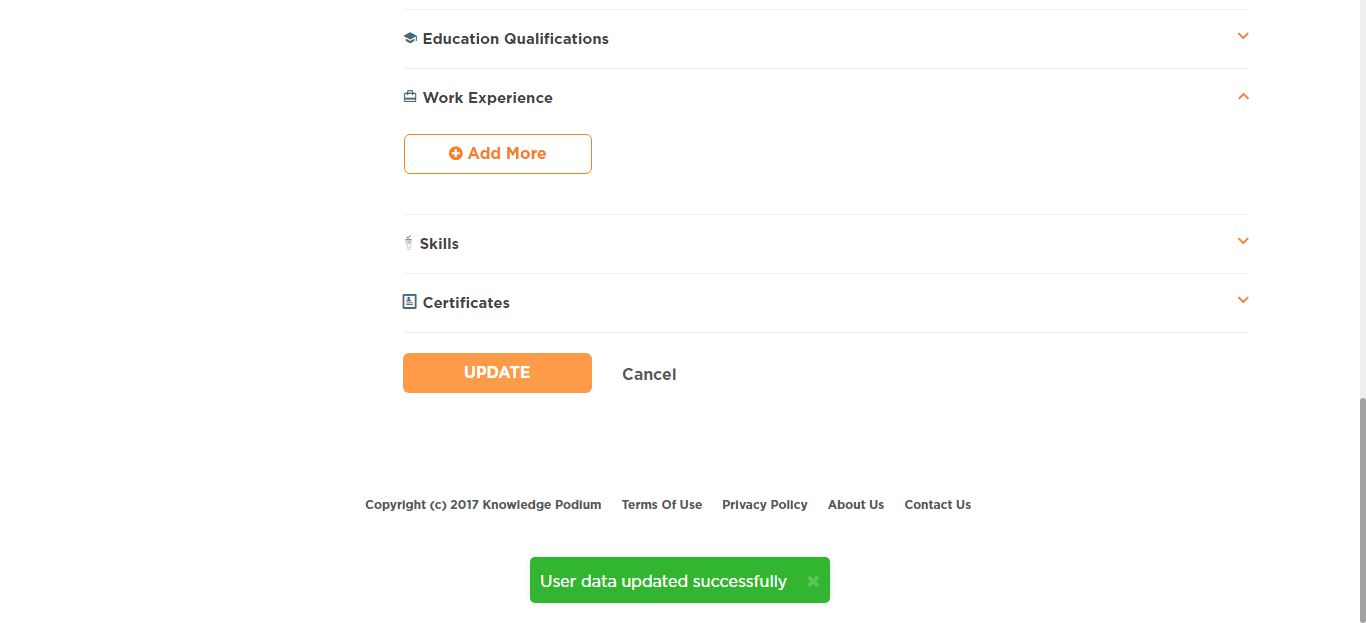 Education Qualifications
Work Experience
Add More
Skills
Certificates
UPDATE Cancel
Copyright (c) 2017 Knowledge Podium Terms Of Use Privacy Policy About Us Contact Us
User data updated successfully ×